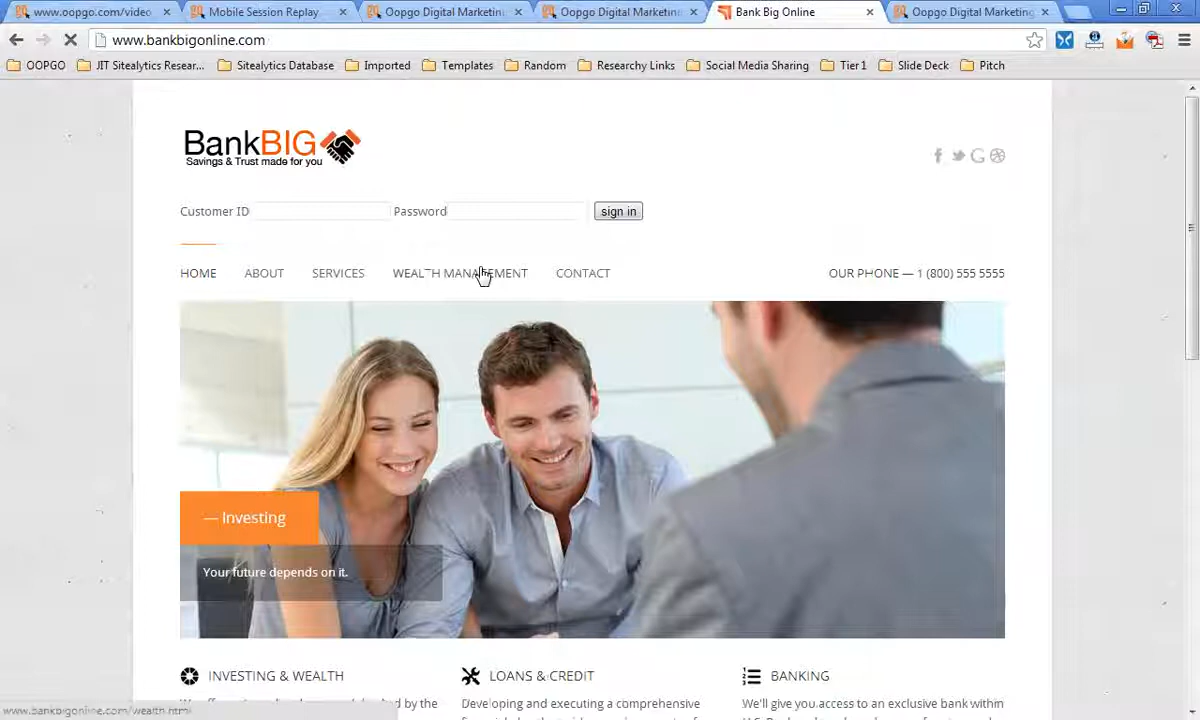 www.oopgo.com/video
Mobile Session Replay
Oopgo Digital Marketin
Oopgo Digital Marketin
Bank Big Online
Oopgo Digital Marketing
www.bankbigonline.com
OOPGO
JIT Sitealytics Resear...
Sitealytics Database
Imported
Templates
Random
Researchy Links
Social Media Sharing
Tier1
Slide Deck
Pitch
BankBIG
Savings & Trust made for you
Customer ID
Password
sign in
HOME
ABOUT
SERVICES
WEALTH MANAGEMENT
CONTACT
OUR PHONE — 1 (800) 555 5555
— Investing
Your future depends on it.
INVESTING & WEALTH
LOANS & CREDIT
BANKING
by the
Developing and executing a comprehensive
We'll give you access to an exclusive bank within
www.bankbigonline.com/wealth.html